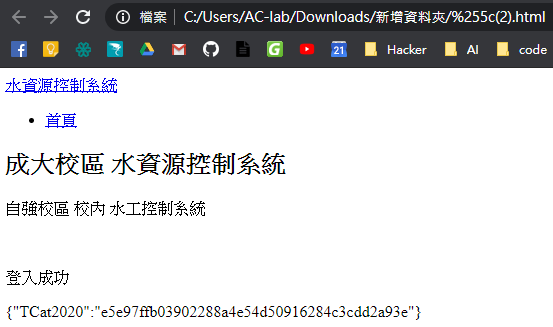 檔案 C:/Users/AC-lab/Downloads/新增資料夾/%255c(2).html
21 Hacker AI code
水資源控制系統
首頁
成大校區 水資源控制系統
自強校區 校內 水工控制系統
登入成功
{"TCat2020":"e5e97ffb03902288a4e54d50916284c3cdd2a93e"}